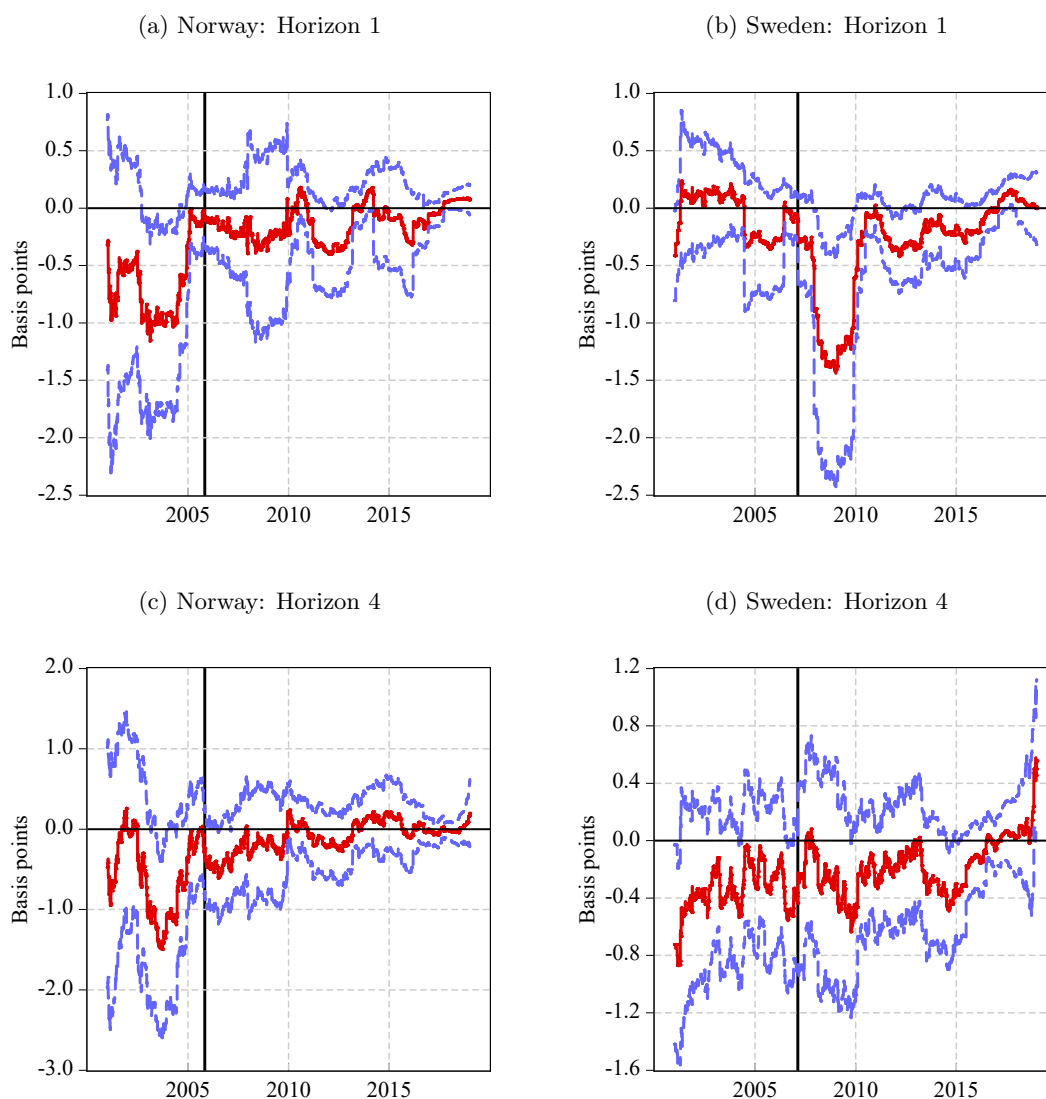 (a) Norway: Horizon 1
(b) Sweden: Horizon 1
Basis points
1.0
0.5
0.0
-0.5
-1.0
-1.5
-2.0
-2.5
2005 2010 2015
Basis points
1.0
0.5
0.0
-0.5
-1.0
-1.5
-2.0
-2.5
2005 2010 2015
(c) Norway: Horizon 4
(d) Sweden: Horizon 4
Basis points
2.0
1.0
0.0
-1.0
-2.0
-3.0
2005 2010 2015
Basis points
1.2
0.8
0.4
0.0
-0.4
-0.8
-1.2
-1.6
2005 2010 2015